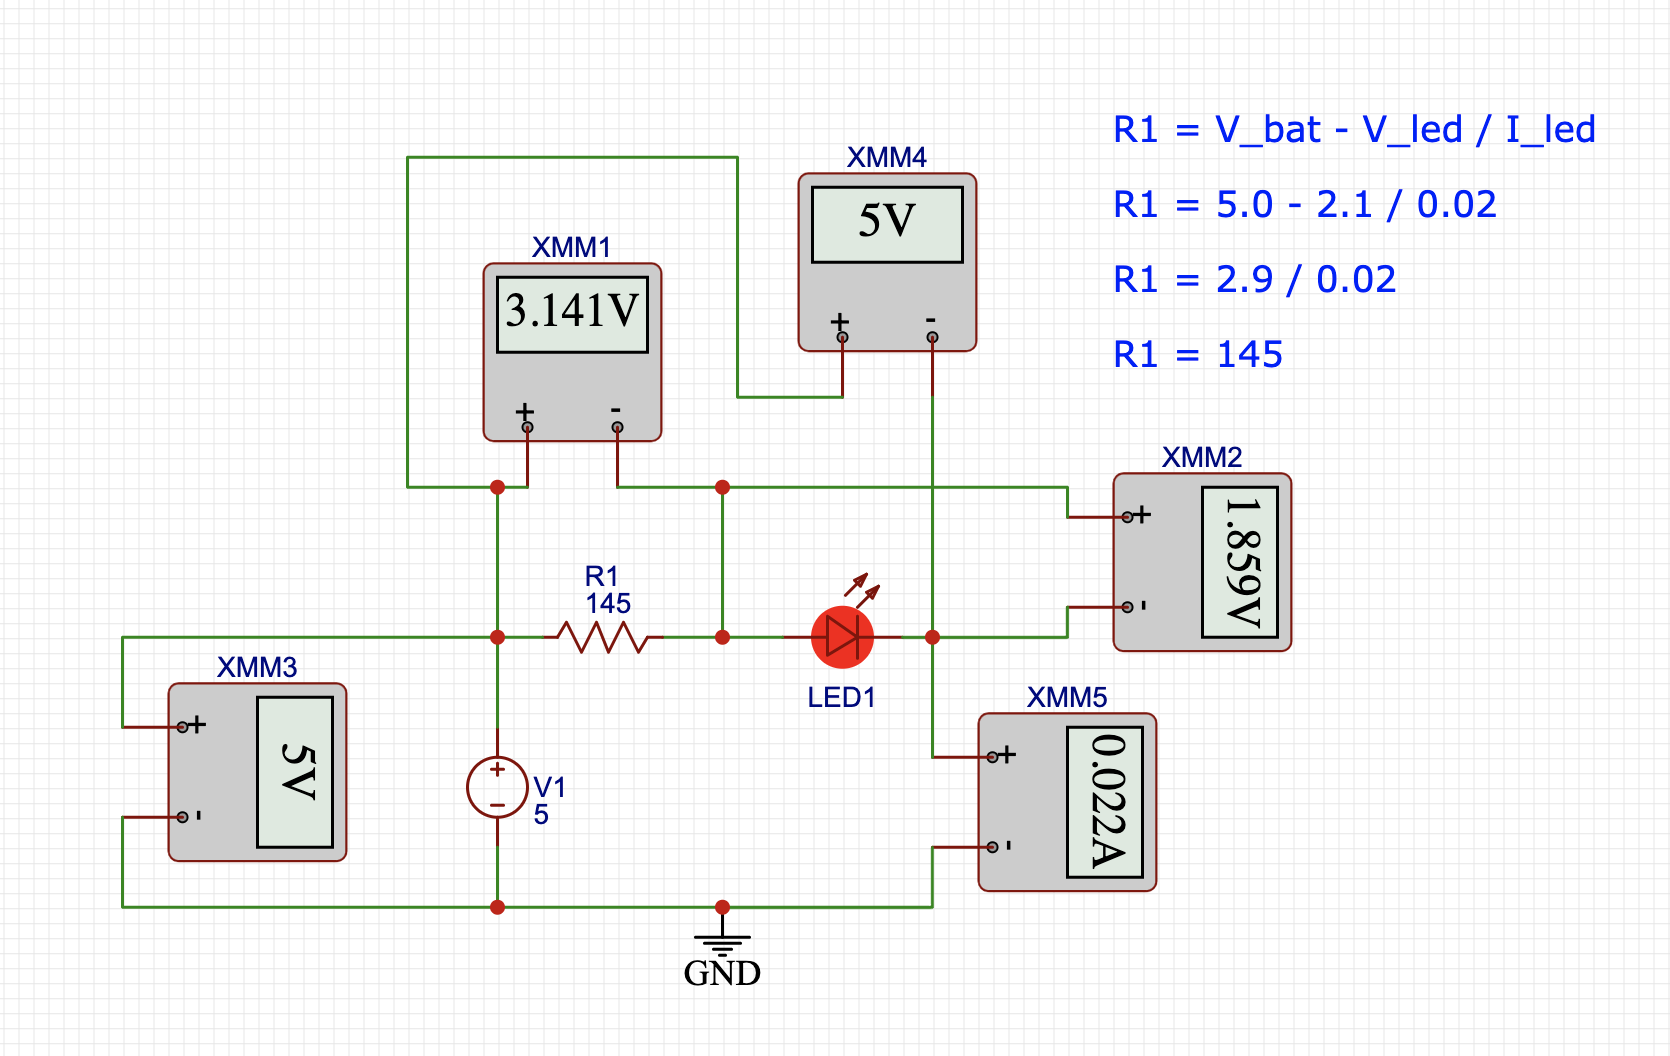 R1 = V_bat - V_led / I_led
XMM4
5V
+ -
R1 = 5.0 - 2.1 / 0.02
XMM1
3.141V
+ -
R1 = 2.9 / 0.02
R1 = 145
XMM2
1.859V
+
-
R1
145
LED1
XMM3
5V
+
-
XMM5
0.022A
+
-
V1
5
GND